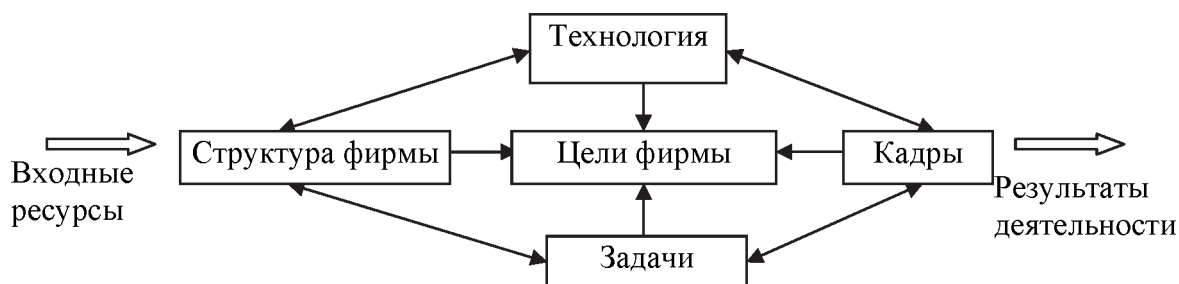 Технология
Структура фирмы
Цели фирмы
Кадры
Входные
ресурсы
Результаты
деятельности
Задачи